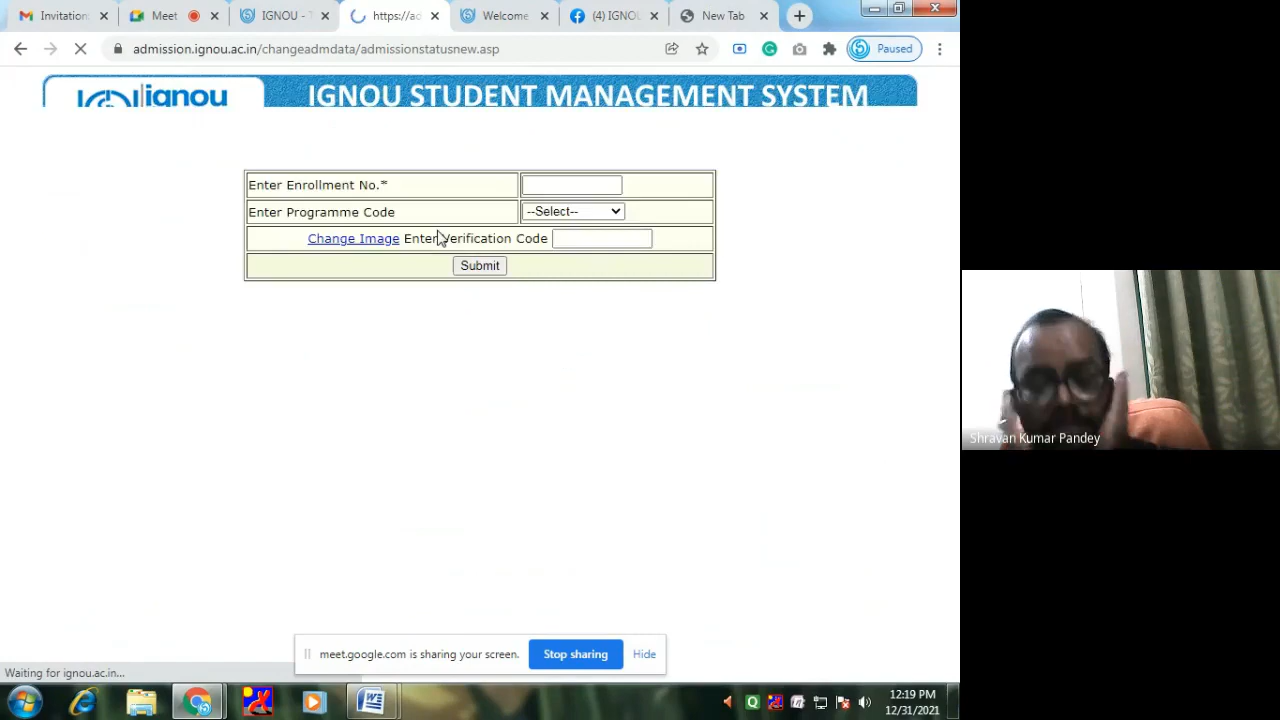 Invitation
Meet
IGNOU - T
https://ad
Welcome
(4) IGNOU
New Tab
admission.ignou.ac.in/changeadmdata/admissionstatusnew.asp
Paused
ignou
IGNOU STUDENT MANAGEMENT SYSTEM
Enter Enrollment No.*
Enter Programme Code
--Select--
Change Image Enter Verification Code
Submit
Shravan Kumar Pandey
meet.google.com is sharing your screen.
Stop sharing
Hide
Waiting for ignou.ac.in...
12:19 PM
12/31/2021